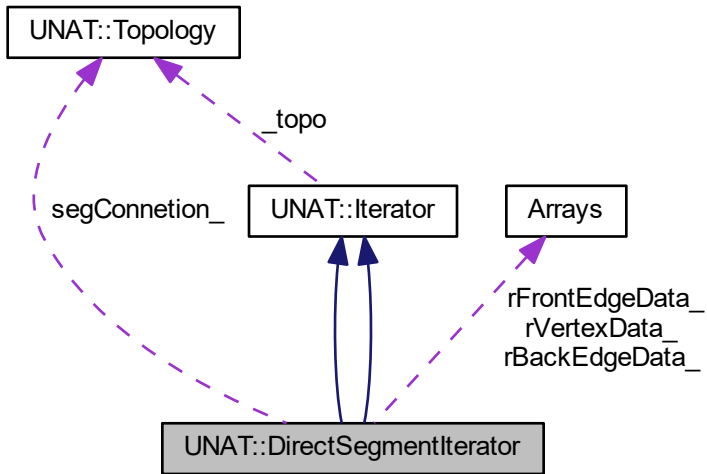 UNAT::Topology
_topo
segConnetion_
UNAT::Iterator
Arrays
rFrontEdgeData_
rVertexData_
rBackEdgeData_
UNAT::DirectSegmentIterator